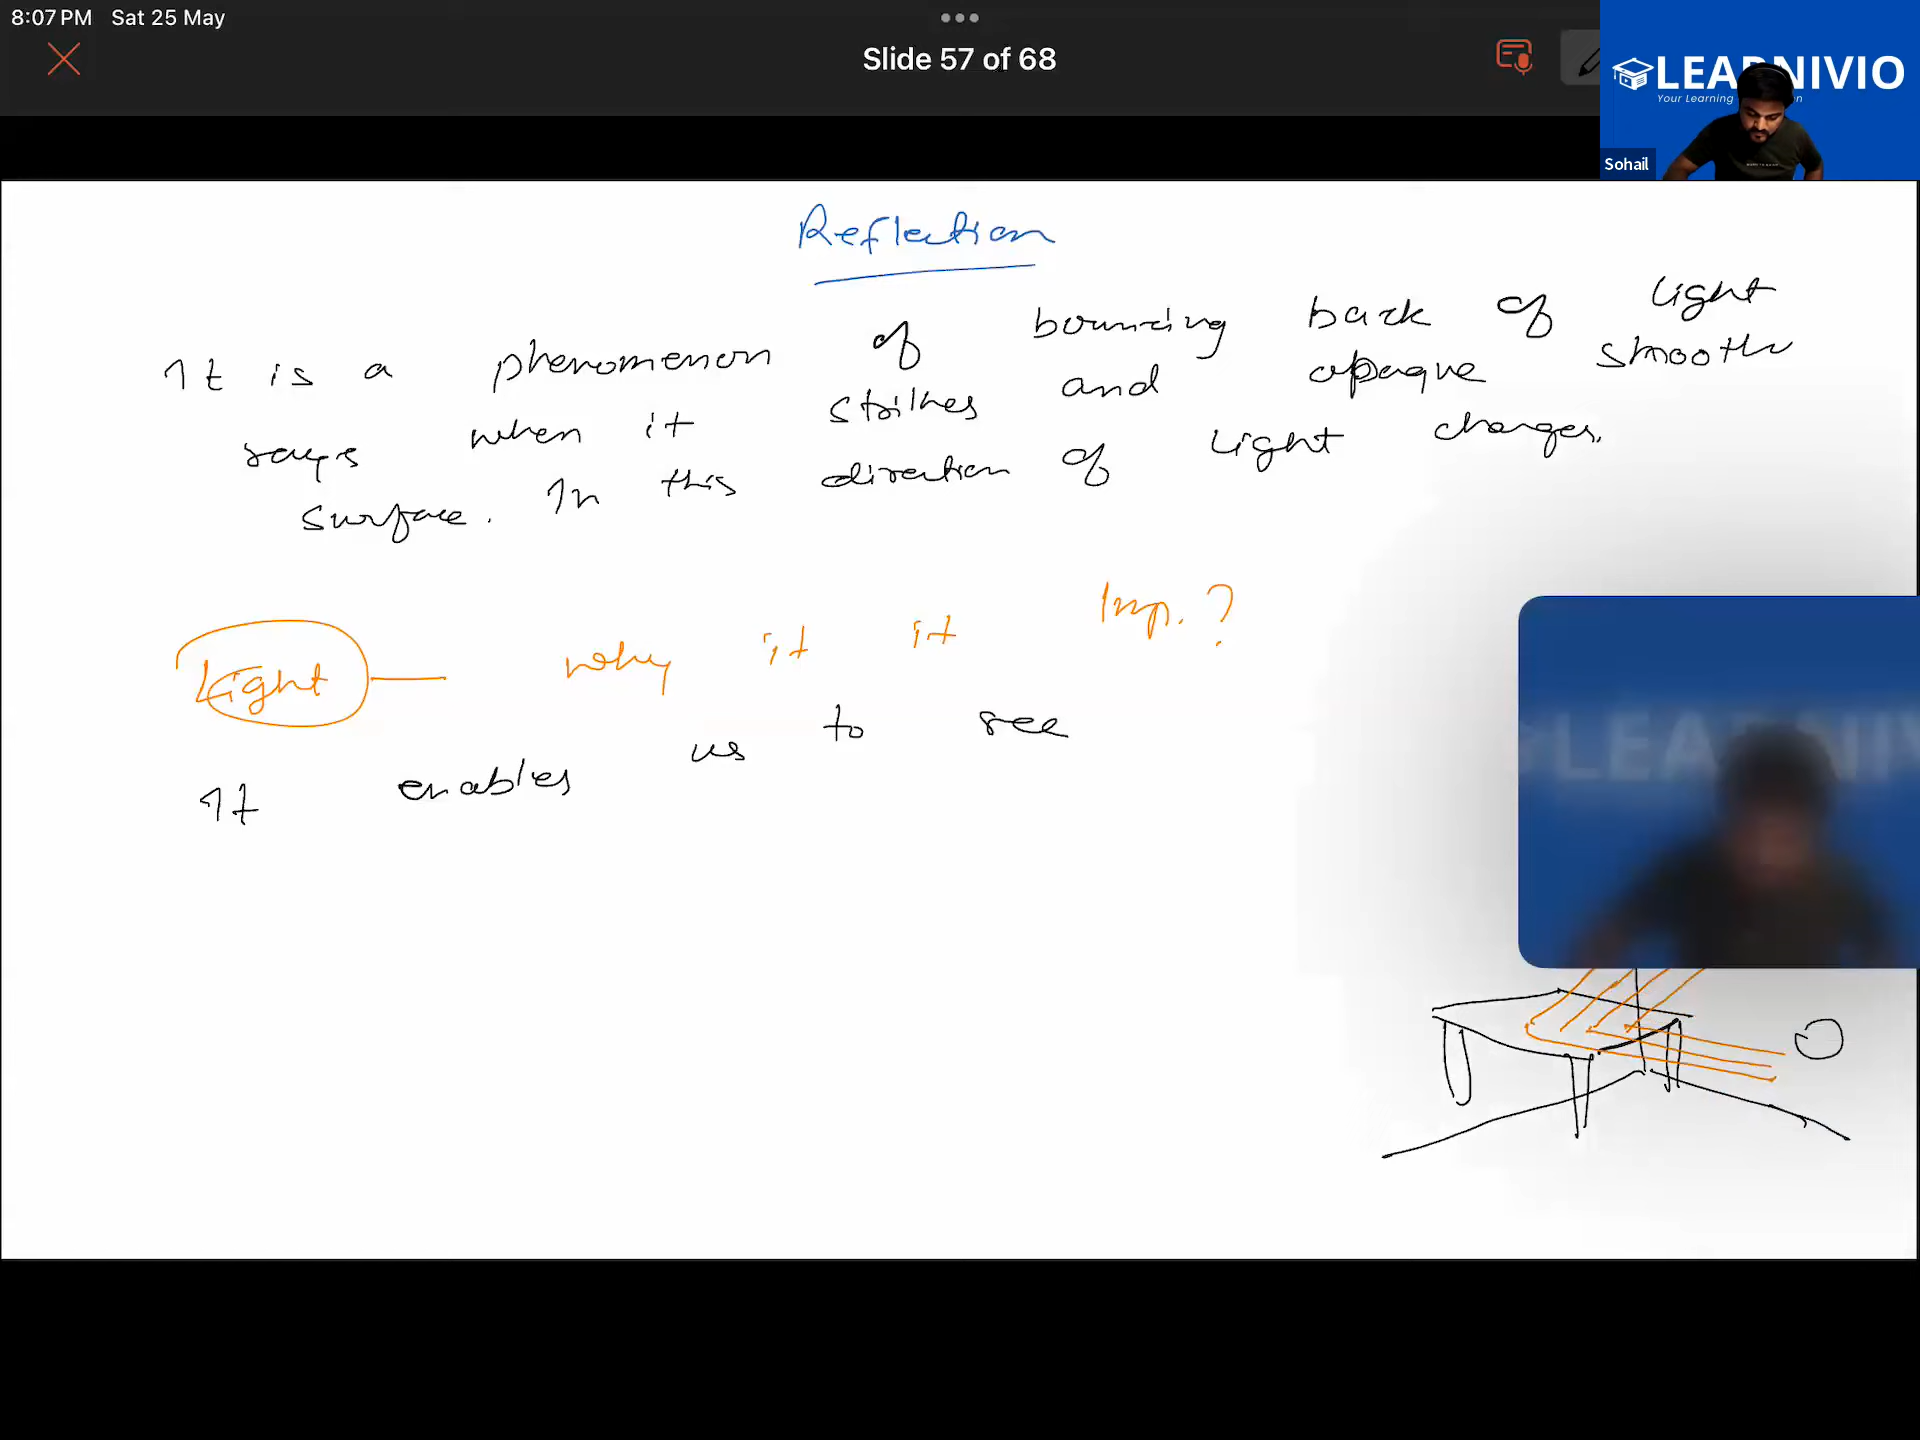 8:07 PM Sat 25 May
Slide 57 of 68
LEARNIVIO
Your Learning
Sohail
Reflection
It is a phenomenon of bouncing back of light
rays when it strikes and opaque smooth
surface. In this direction of light changes.
Light — why it it Imp. ?
It enables us to see
LEARNIV